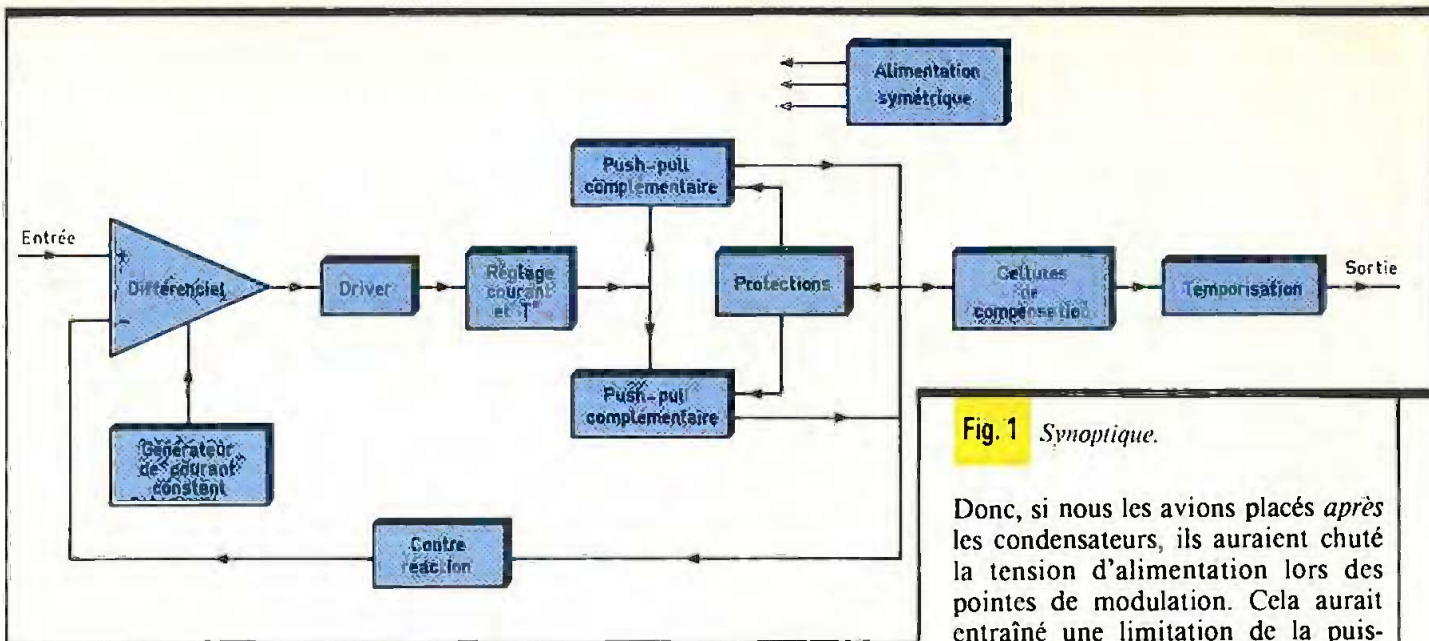 Alimentation
symétrique
Push-pull
complémentaire
Entrée
+
Différenciel
-
Driver
Réglage
courant
et T°
Protections
Cellules
de
compensation
Temporisation
Sortie
Push-pull
complémentaire
Générateur
de courant
constant
Contre
réaction
Fig. 1 Synoptique.
Donc, si nous les avions placés après
les condensateurs, ils auraient chuté
la tension d'alimentation lors des
pointes de modulation. Cela aurait
entraîné une limitation de la puis-